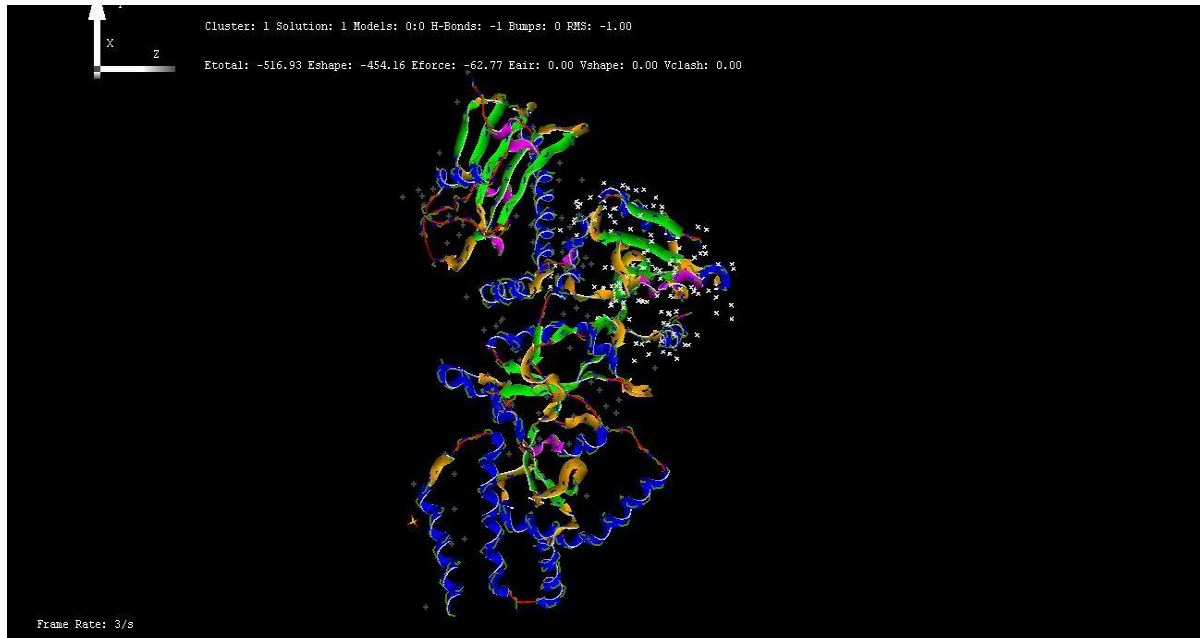 Cluster: 1 Solution: 1 Models: 0:0 H-Bonds: -1 Bumps: 0 RMS: -1.00
X
Z
Etotal: -516.93 Eshape: -454.16 Eforce: -62.77 Eair: 0.00 Vshape: 0.00 Vclash: 0.00
Frame Rate: 3/s